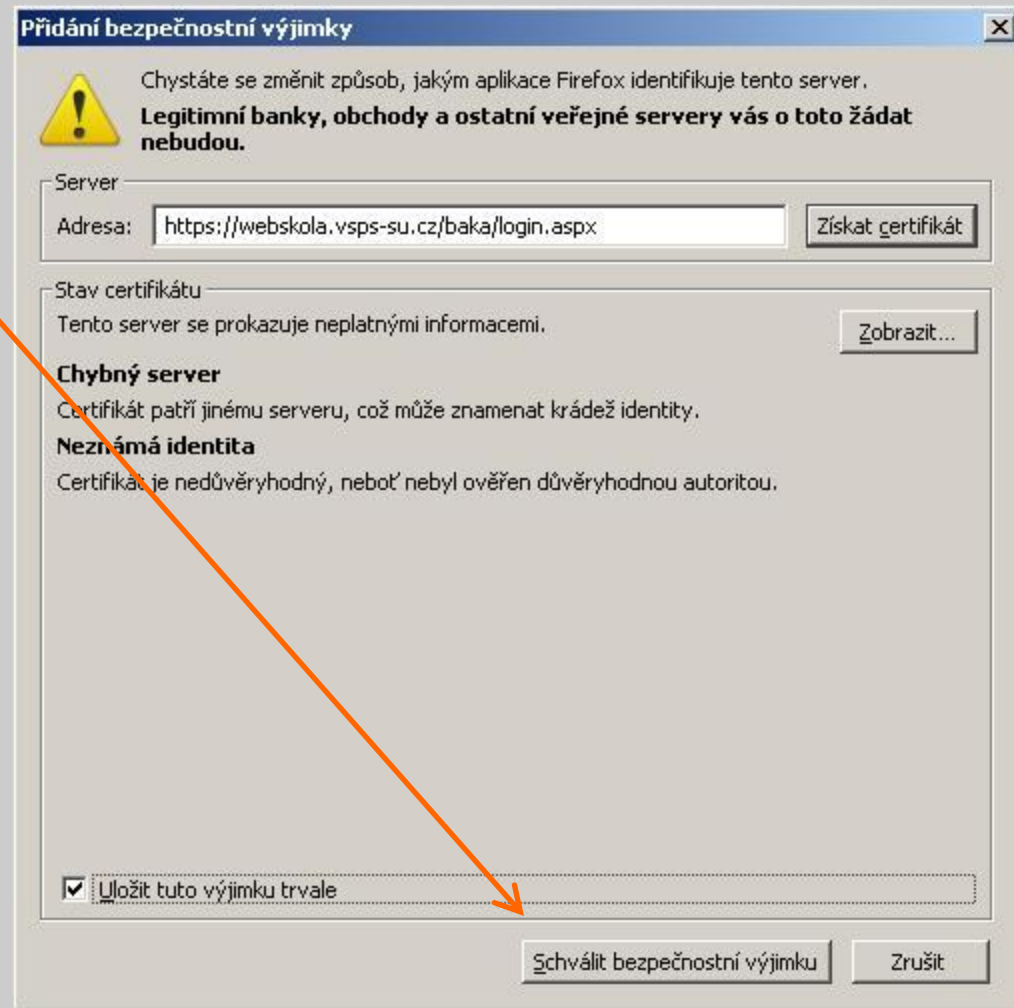 Přidání bezpečnostní výjimky
Chystáte se změnit způsob, jakým aplikace Firefox identifikuje tento server.
Legitimní banky, obchody a ostatní veřejné servery vás o toto žádat
nebudou.
Server
Adresa: https://webskola.vsps-su.cz/baka/login.aspx Získat certifikát
Stav certifikátu
Tento server se prokazuje neplatnými informacemi. Zobrazit...
Chybný server
Certifikát patří jinému serveru, což může znamenat krádež identity.
Neznámá identita
Certifikát je nedůvěryhodný, neboť nebyl ověřen důvěryhodnou autoritou.
Uložit tuto výjimku trvale
Schválit bezpečnostní výjimku Zrušit